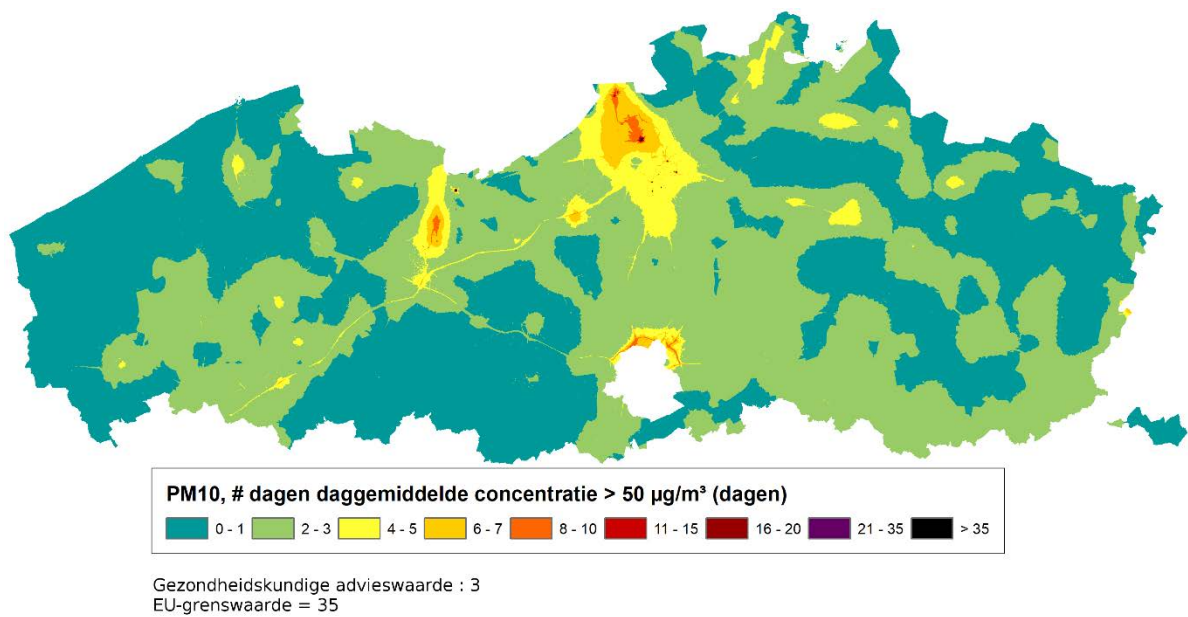 PM10, # dagen daggemiddelde concentratie > 50 µg/m³ (dagen)
0 - 1 2 - 3 4 - 5 6 - 7 8 - 10 11 - 15 16 - 20 21 - 35 > 35
Gezondheidskundige advieswaarde : 3
EU-grenswaarde = 35